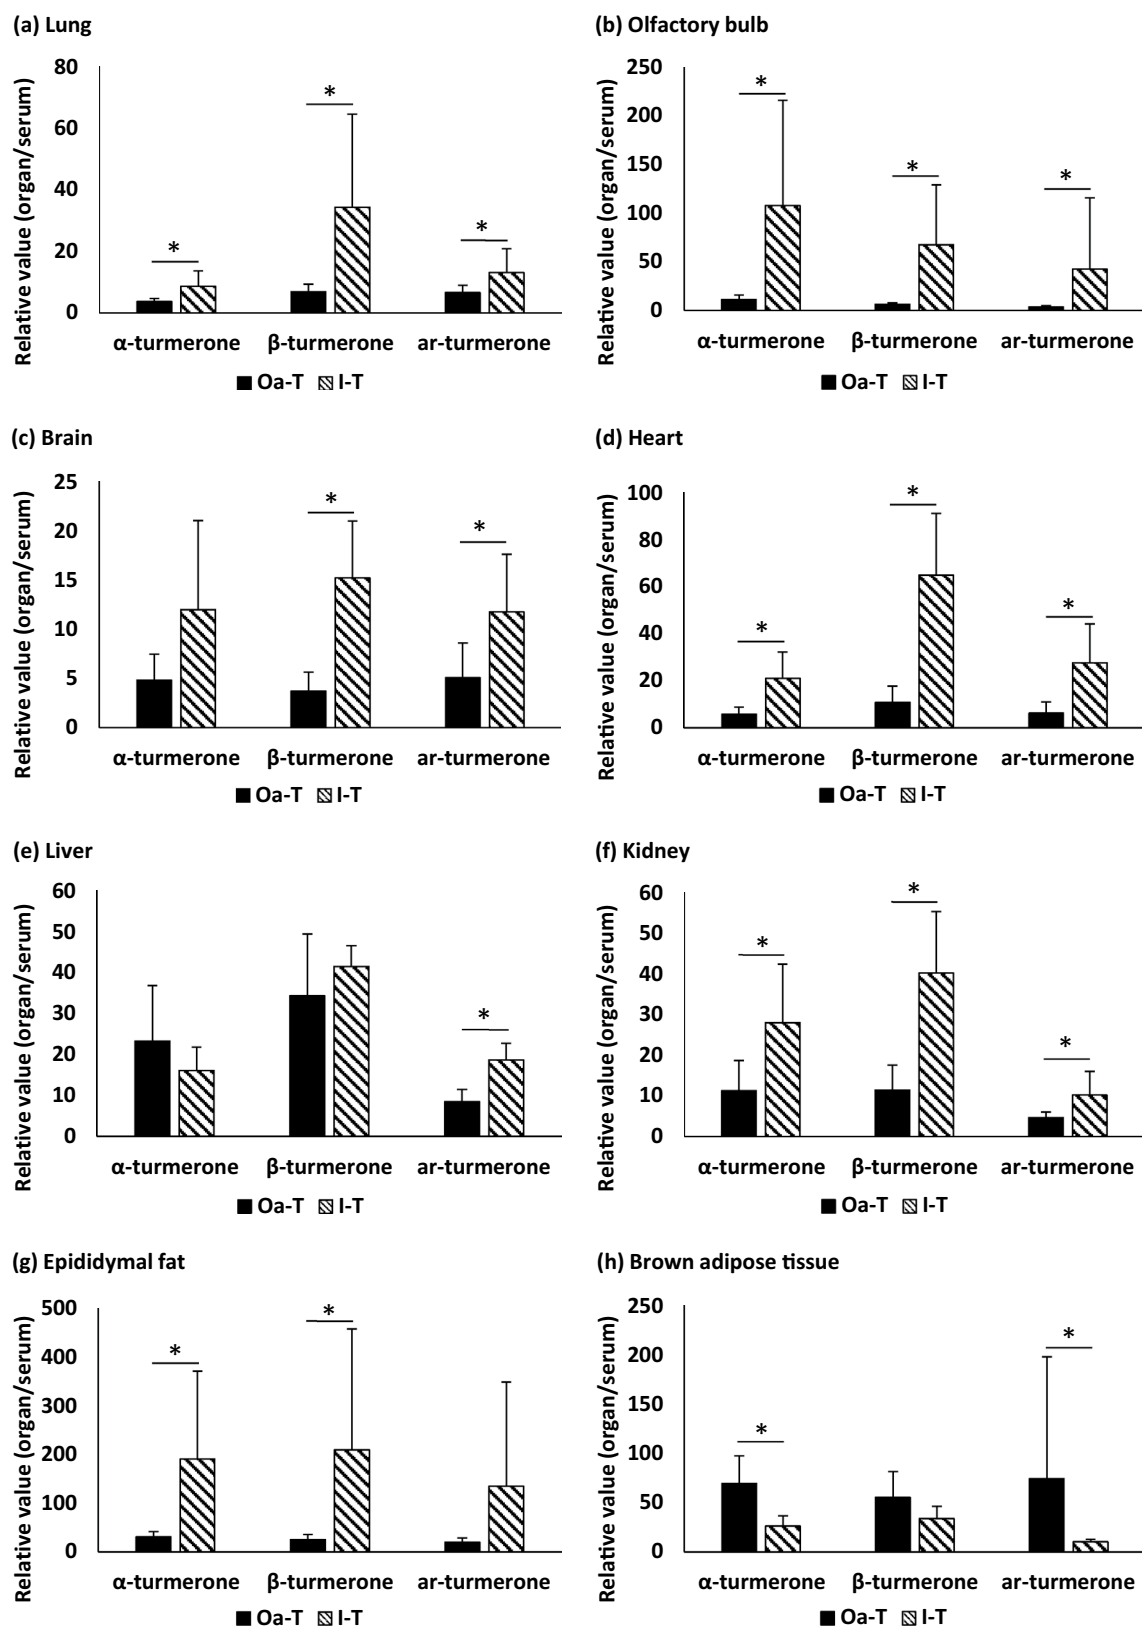 (a) Lung
Relative value (organ/serum)
80
60
40
20
0
*
*
*
α-turmerone β-turmerone ar-turmerone
Oa-T I-T
(b) Olfactory bulb
Relative value (organ/serum)
250
200
150
100
50
0
*
*
*
α-turmerone β-turmerone ar-turmerone
Oa-T I-T
(c) Brain
Relative value (organ/serum)
25
20
15
10
5
0
*
*
α-turmerone β-turmerone ar-turmerone
Oa-T I-T
(d) Heart
Relative value (organ/serum)
100
80
60
40
20
0
*
*
*
α-turmerone β-turmerone ar-turmerone
Oa-T I-T
(e) Liver
Relative value (organ/serum)
60
50
40
30
20
10
0
*
α-turmerone β-turmerone ar-turmerone
Oa-T I-T
(f) Kidney
Relative value (organ/serum)
60
50
40
30
20
10
0
*
*
*
α-turmerone β-turmerone ar-turmerone
Oa-T I-T
(g) Epididymal fat
Relative value (organ/serum)
500
400
300
200
100
0
*
*
α-turmerone β-turmerone ar-turmerone
Oa-T I-T
(h) Brown adipose tissue
Relative value (organ/serum)
250
200
150
100
50
0
*
*
α-turmerone β-turmerone ar-turmerone
Oa-T I-T